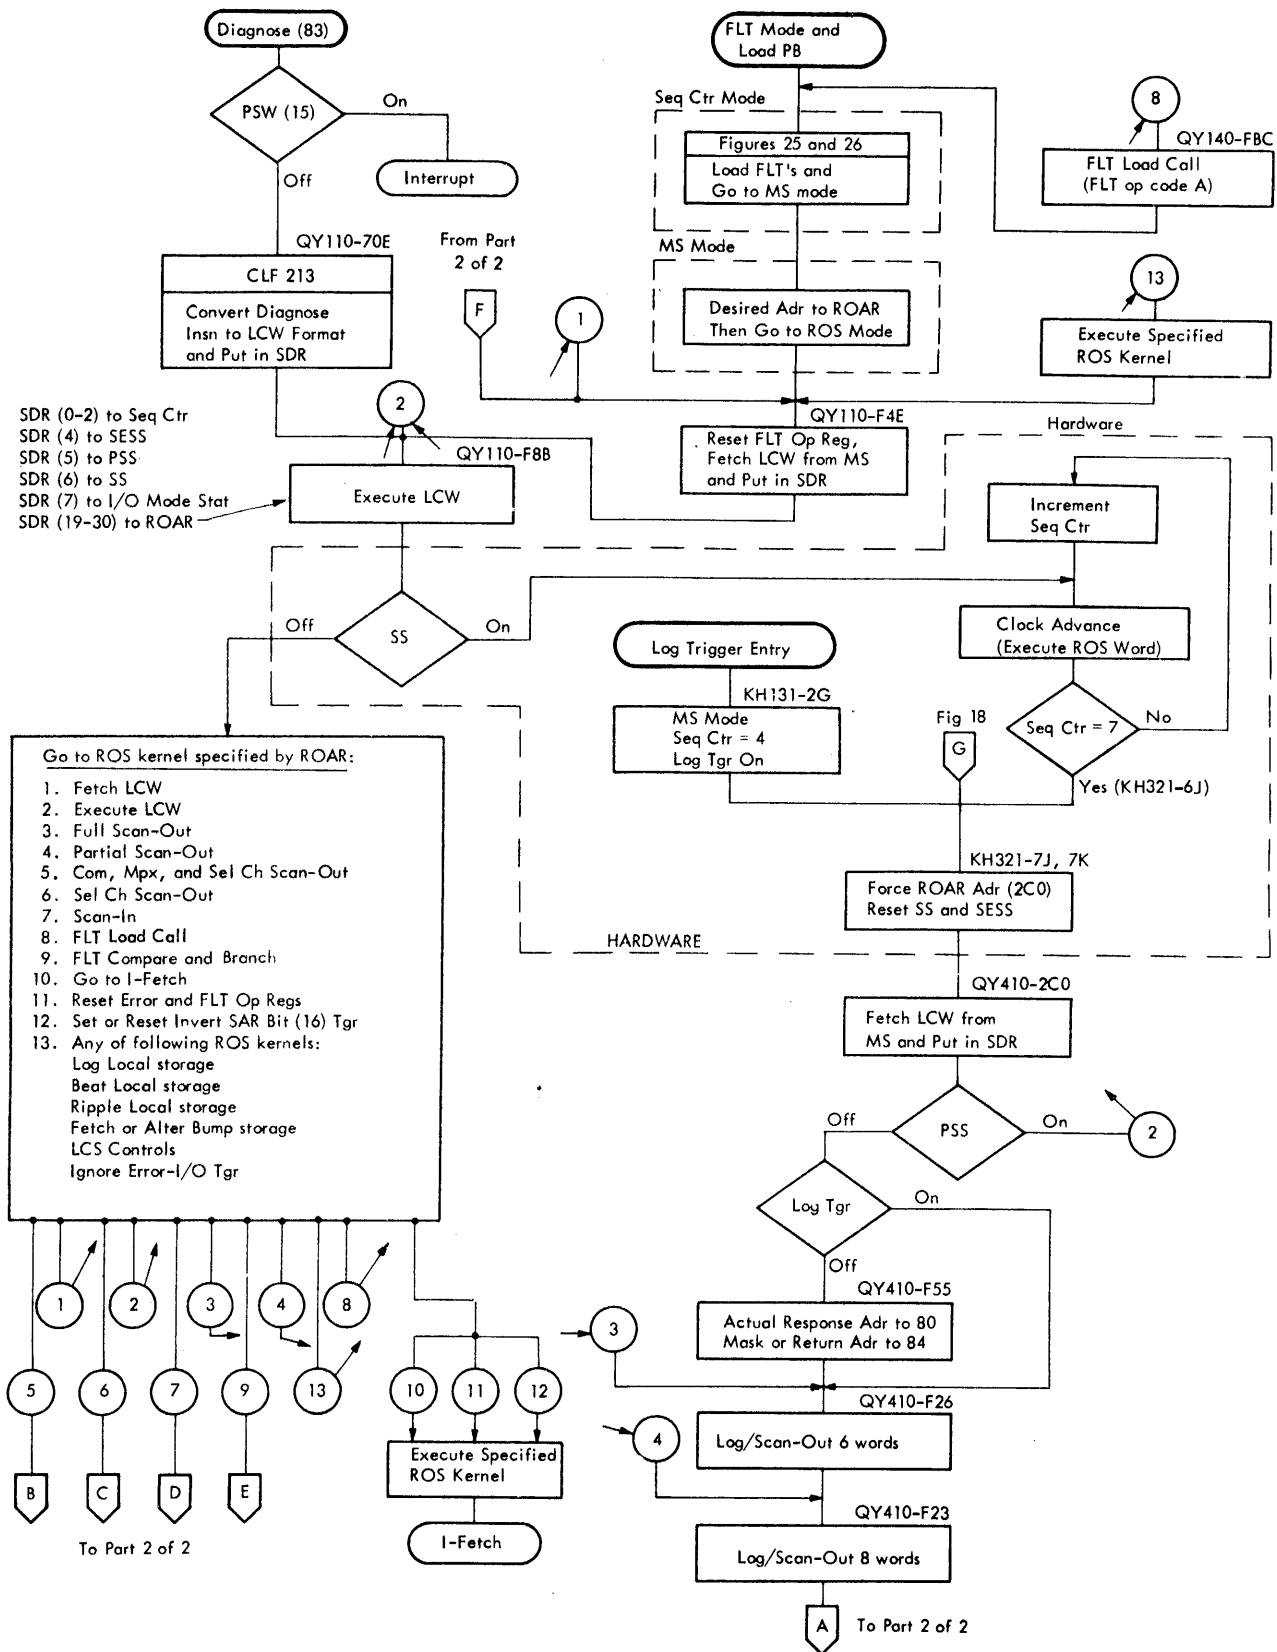 Diagnose (83)
PSW (15)
On
Interrupt
Off
QY110-70E
CLF 213
Convert Diagnose
Insn to LCW Format
and Put in SDR
From Part
2 of 2
F
1
FLT Mode and
Load PB
Seq Ctr Mode
Figures 25 and 26
Load FLT's and
Go to MS mode
MS Mode
Desired Adr to ROAR
Then Go to ROS Mode
8
QY140-FBC
FLT Load Call
(FLT op code A)
13
Execute Specified
ROS Kernel
SDR (0-2) to Seq Ctr
SDR (4) to SESS
SDR (5) to PSS
SDR (6) to SS
SDR (7) to I/O Mode Stat
SDR (19-30) to ROAR
2
QY110-F8B
Execute LCW
QY110-F4E
Reset FLT Op Reg,
Fetch LCW from MS
and Put in SDR
Hardware
Increment
Seq Ctr
Off
SS
On
Clock Advance
(Execute ROS Word)
Log Trigger Entry
KH131-2G
MS Mode
Seq Ctr = 4
Log Tgr On
Fig 18
G
Seq Ctr = 7
No
Yes (KH321-6J)
KH321-7J, 7K
Force ROAR Adr (2C0)
Reset SS and SESS
HARDWARE
Go to ROS kernel specified by ROAR:
1. Fetch LCW
2. Execute LCW
3. Full Scan-Out
4. Partial Scan-Out
5. Com, Mpx, and Sel Ch Scan-Out
6. Sel Ch Scan-Out
7. Scan-In
8. FLT Load Call
9. FLT Compare and Branch
10. Go to I-Fetch
11. Reset Error and FLT Op Regs
12. Set or Reset Invert SAR Bit (16) Tgr
13. Any of following ROS kernels:
Log Local storage
Beat Local storage
Ripple Local storage
Fetch or Alter Bump storage
LCS Controls
Ignore Error-I/O Tgr
QY410-2C0
Fetch LCW from
MS and Put in SDR
Off
PSS
On
2
Log Tgr
On
Off
QY410-F55
Actual Response Adr to 80
Mask or Return Adr to 84
3
QY410-F26
Log/Scan-Out 6 words
4
QY410-F23
Log/Scan-Out 8 words
A
To Part 2 of 2
1
2
3
4
8
5
6
7
9
13
10
11
12
Execute Specified
ROS Kernel
I-Fetch
B
C
D
E
To Part 2 of 2